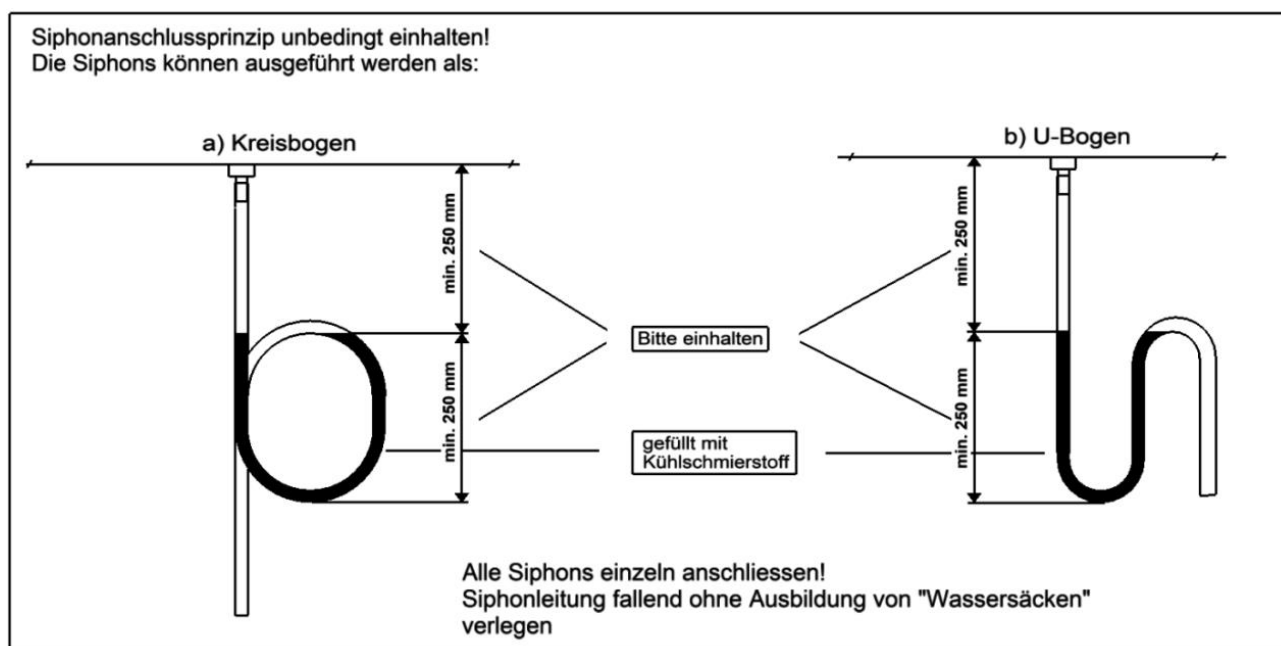 Siphonanschlussprinzip unbedingt einhalten!
Die Siphons können ausgeführt werden als:
a) Kreisbogen
b) U-Bogen
min. 250 mm
min. 250 mm
Bitte einhalten
min. 250 mm
min. 250 mm
gefüllt mit
Kühlschmierstoff
Alle Siphons einzeln anschliessen!
Siphonleitung fallend ohne Ausbildung von "Wassersäcken"
verlegen